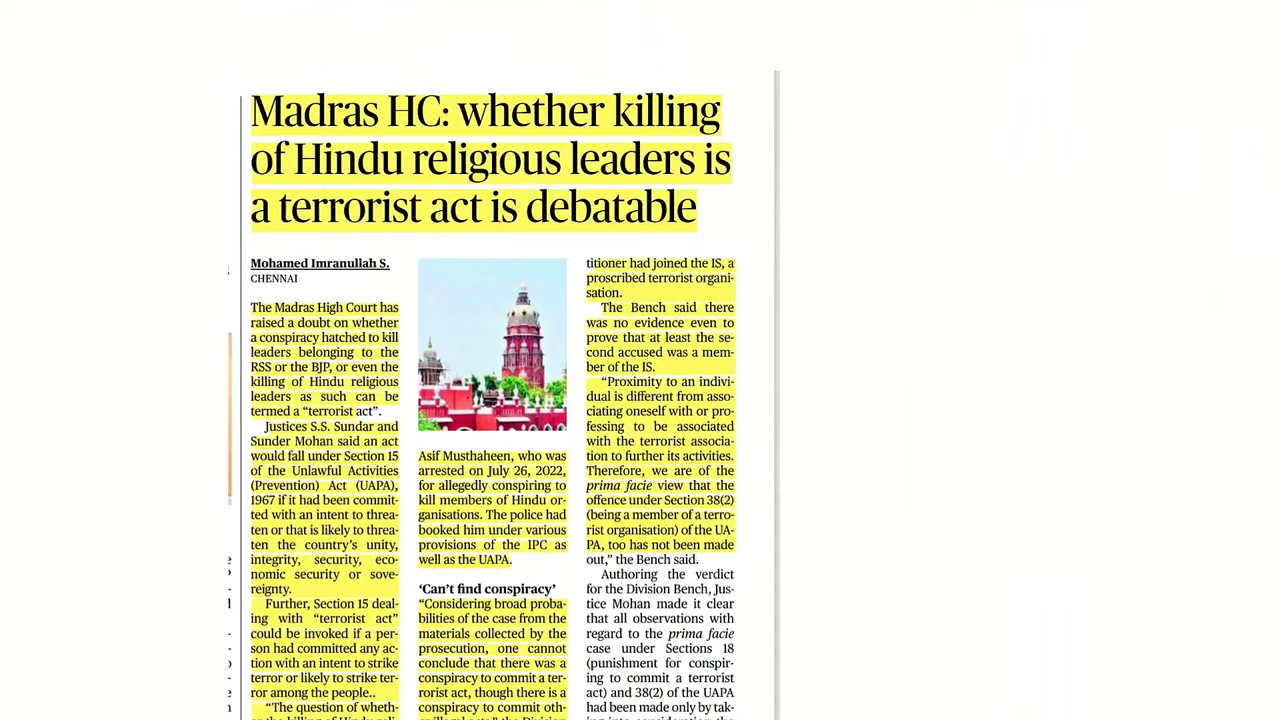 Madras HC: whether killing
of Hindu religious leaders is
a terrorist act is debatable
Mohamed Imranullah S.
CHENNAI
The Madras High Court has
raised a doubt on whether
a conspiracy hatched to kill
leaders belonging to the
RSS or the BJP, or even the
killing of Hindu religious
leaders as such can be
termed a “terrorist act”.
Justices S.S. Sundar and
Sunder Mohan said an act
would fall under Section 15
of the Unlawful Activities
(Prevention) Act (UAPA),
1967 if it had been commit-
ted with an intent to threa-
ten or that is likely to threa-
ten the country’s unity,
integrity, security, eco-
nomic security or sove-
reignty.
Further, Section 15 deal-
ing with “terrorist act”
could be invoked if a per-
son had committed any ac-
tion with an intent to strike
terror or likely to strike ter-
ror among the people..
“The question of wheth-
Asif Musthaheen, who was
arrested on July 26, 2022,
for allegedly conspiring to
kill members of Hindu or-
ganisations. The police had
booked him under various
provisions of the IPC as
well as the UAPA.
‘Can’t find conspiracy’
“Considering broad proba-
bilities of the case from the
materials collected by the
prosecution, one cannot
conclude that there was a
conspiracy to commit a ter-
rorist act, though there is a
conspiracy to commit oth-
titioner had joined the IS, a
proscribed terrorist organi-
sation.
The Bench said there
was no evidence even to
prove that at least the se-
cond accused was a mem-
ber of the IS.
“Proximity to an indivi-
dual is different from asso-
ciating oneself with or pro-
fessing to be associated
with the terrorist associa-
tion to further its activities.
Therefore, we are of the
prima facie view that the
offence under Section 38(2)
(being a member of a terro-
rist organisation) of the UA-
PA, too has not been made
out,” the Bench said.
Authoring the verdict
for the Division Bench, Jus-
tice Mohan made it clear
that all observations with
regard to the prima facie
case under Sections 18
(punishment for conspir-
ing to commit a terrorist
act) and 38(2) of the UAPA
had been made only by tak-